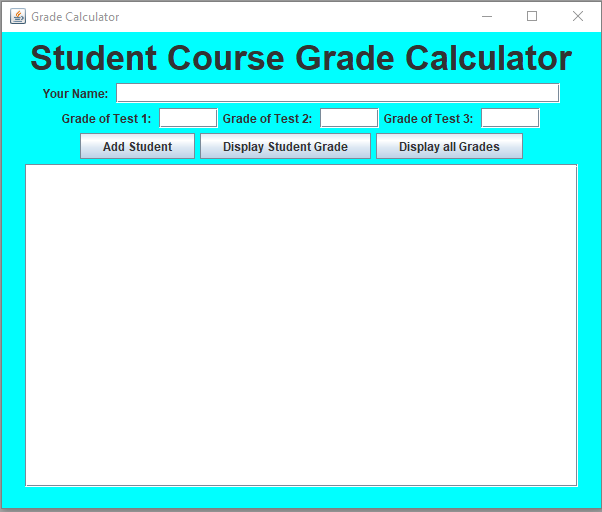 Grade Calculator
Student Course Grade Calculator
Your Name:
Grade of Test 1: Grade of Test 2: Grade of Test 3:
Add Student Display Student Grade Display all Grades